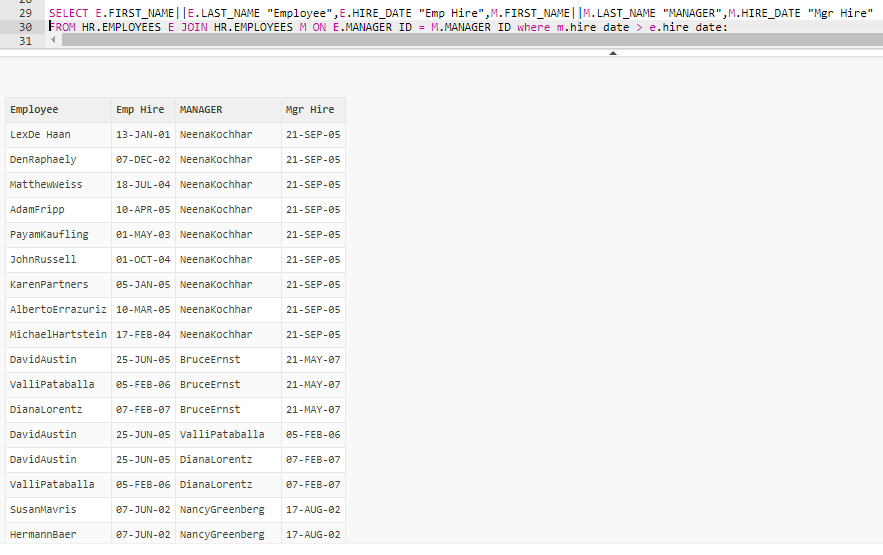 29 SELECT E.FIRST_NAME||E.LAST_NAME "Employee",E.HIRE_DATE "Emp Hire",M.FIRST_NAME||M.LAST_NAME "MANAGER",M.HIRE_DATE "Mgr Hire"
30 FROM HR.EMPLOYEES E JOIN HR.EMPLOYEES M ON E.MANAGER_ID = M.MANAGER_ID where m.hire_date > e.hire_date;
31
Employee Emp Hire MANAGER Mgr Hire
LexDe Haan 13-JAN-01 NeenaKochhar 21-SEP-05
DenRaphaely 07-DEC-02 NeenaKochhar 21-SEP-05
MatthewWeiss 18-JUL-04 NeenaKochhar 21-SEP-05
AdamFripp 10-APR-05 NeenaKochhar 21-SEP-05
PayamKaufling 01-MAY-03 NeenaKochhar 21-SEP-05
JohnRussell 01-OCT-04 NeenaKochhar 21-SEP-05
KarenPartners 05-JAN-05 NeenaKochhar 21-SEP-05
AlbertoErrazuriz 10-MAR-05 NeenaKochhar 21-SEP-05
MichaelHartstein 17-FEB-04 NeenaKochhar 21-SEP-05
DavidAustin 25-JUN-05 BruceErnst 21-MAY-07
ValliPataballa 05-FEB-06 BruceErnst 21-MAY-07
DianaLorentz 07-FEB-07 BruceErnst 21-MAY-07
DavidAustin 25-JUN-05 ValliPataballa 05-FEB-06
DavidAustin 25-JUN-05 DianaLorentz 07-FEB-07
ValliPataballa 05-FEB-06 DianaLorentz 07-FEB-07
SusanMavris 07-JUN-02 NancyGreenberg 17-AUG-02
HermannBaer 07-JUN-02 NancyGreenberg 17-AUG-02